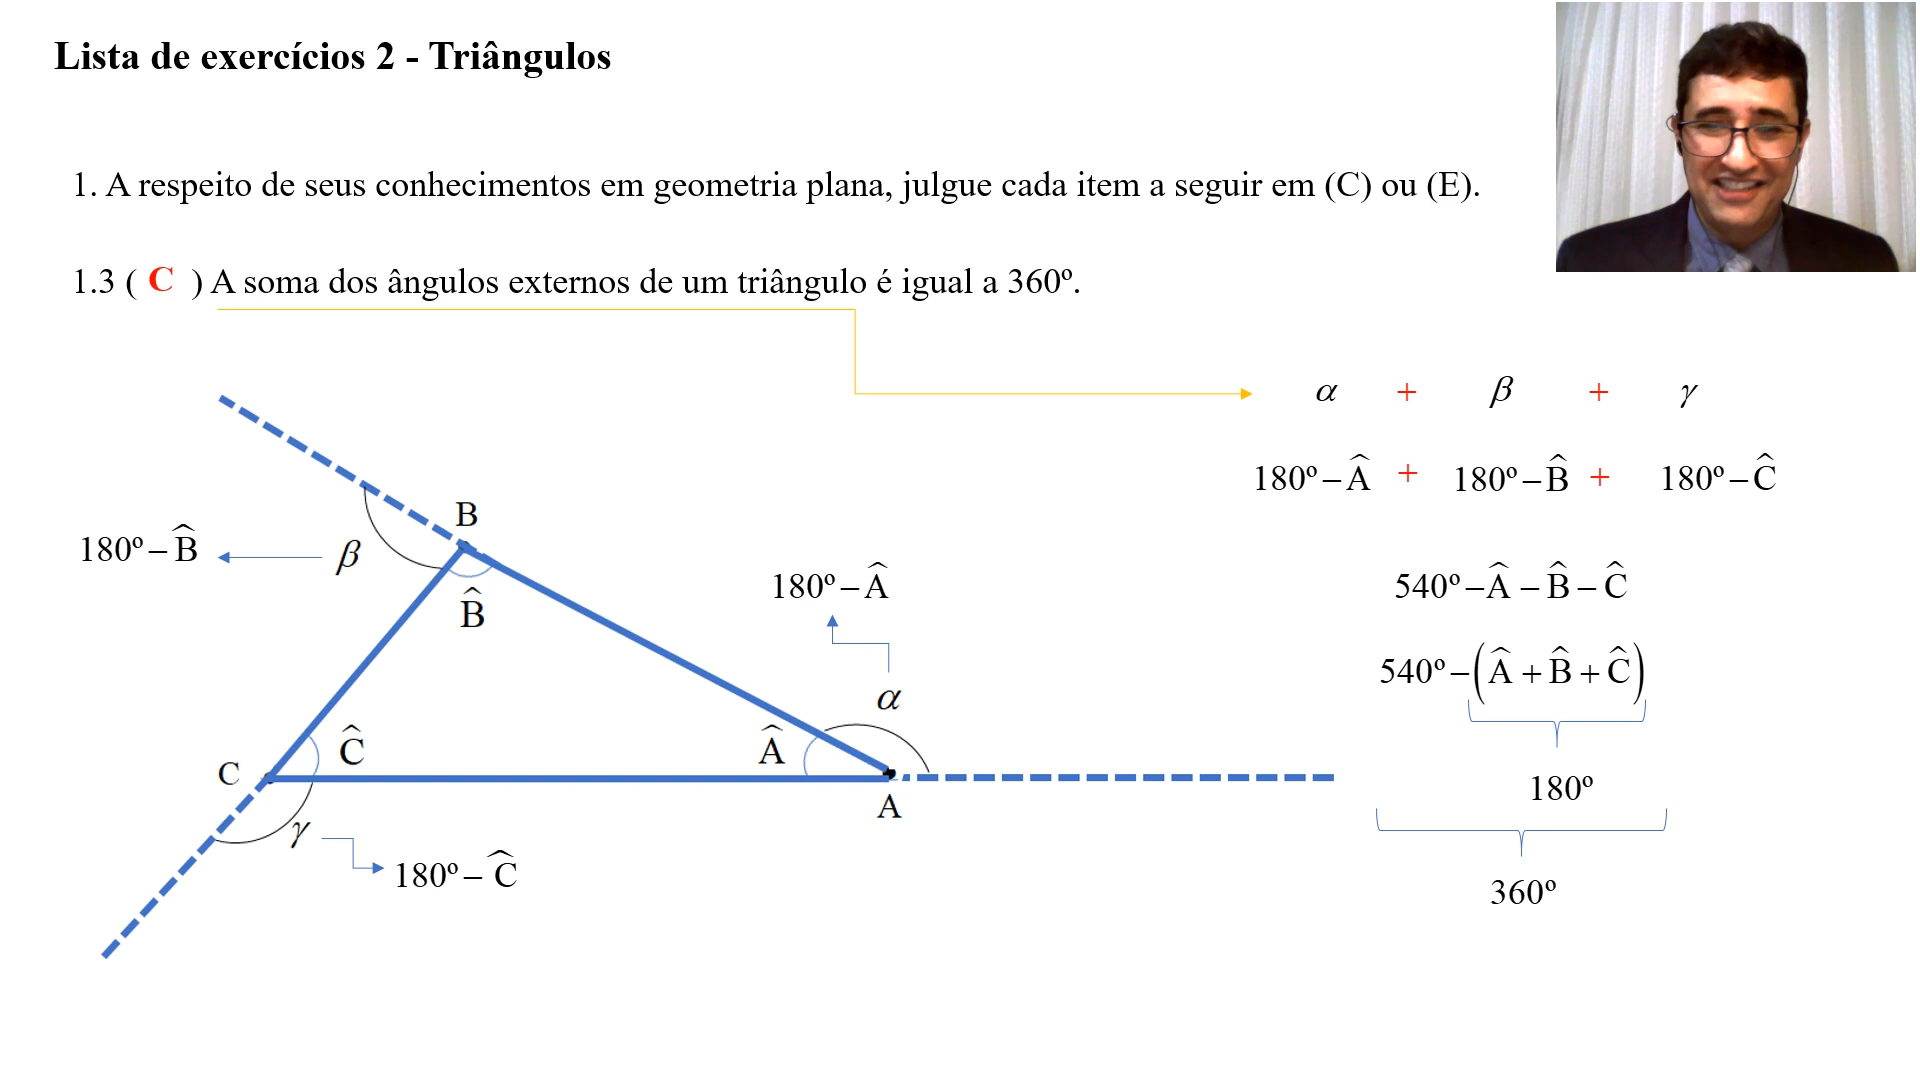 Lista de exercícios 2 - Triângulos
1. A respeito de seus conhecimentos em geometria plana, julgue cada item a seguir em (C) ou (E).
1.3 ( C ) A soma dos ângulos externos de um triângulo é igual a 360º.
α + β + γ
180º – Â + 180º – B̂ + 180º – Ĉ
B
180º – B̂
β
B̂
180º – Â
540º – Â – B̂ – Ĉ
540º – (Â + B̂ + Ĉ)
α
Ĉ
Â
C
A
180º
γ
180º – Ĉ
360º